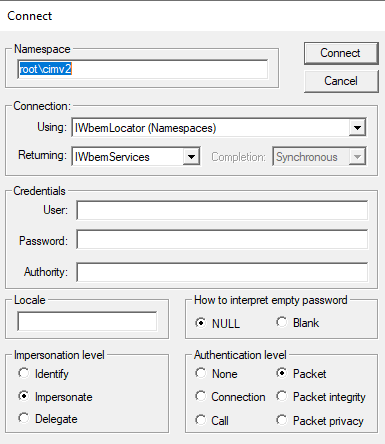 Connect
Namespace
root\cimv2
Connect
Cancel
Connection:
Using: IWbemLocator (Namespaces)
Returning: IWbemServices Completion: Synchronous
Credentials
User:
Password:
Authority:
Locale
How to interpret empty password
NULL Blank
Impersonation level
Identify
Impersonate
Delegate
Authentication level
None Packet
Connection Packet integrity
Call Packet privacy